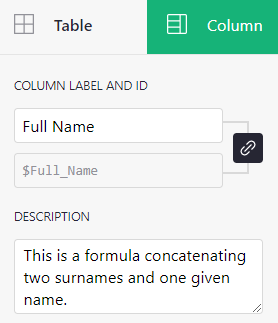 Table
Column
COLUMN LABEL AND ID
Full Name
$Full_Name
DESCRIPTION
This is a formula concatenating
two surnames and one given
name.